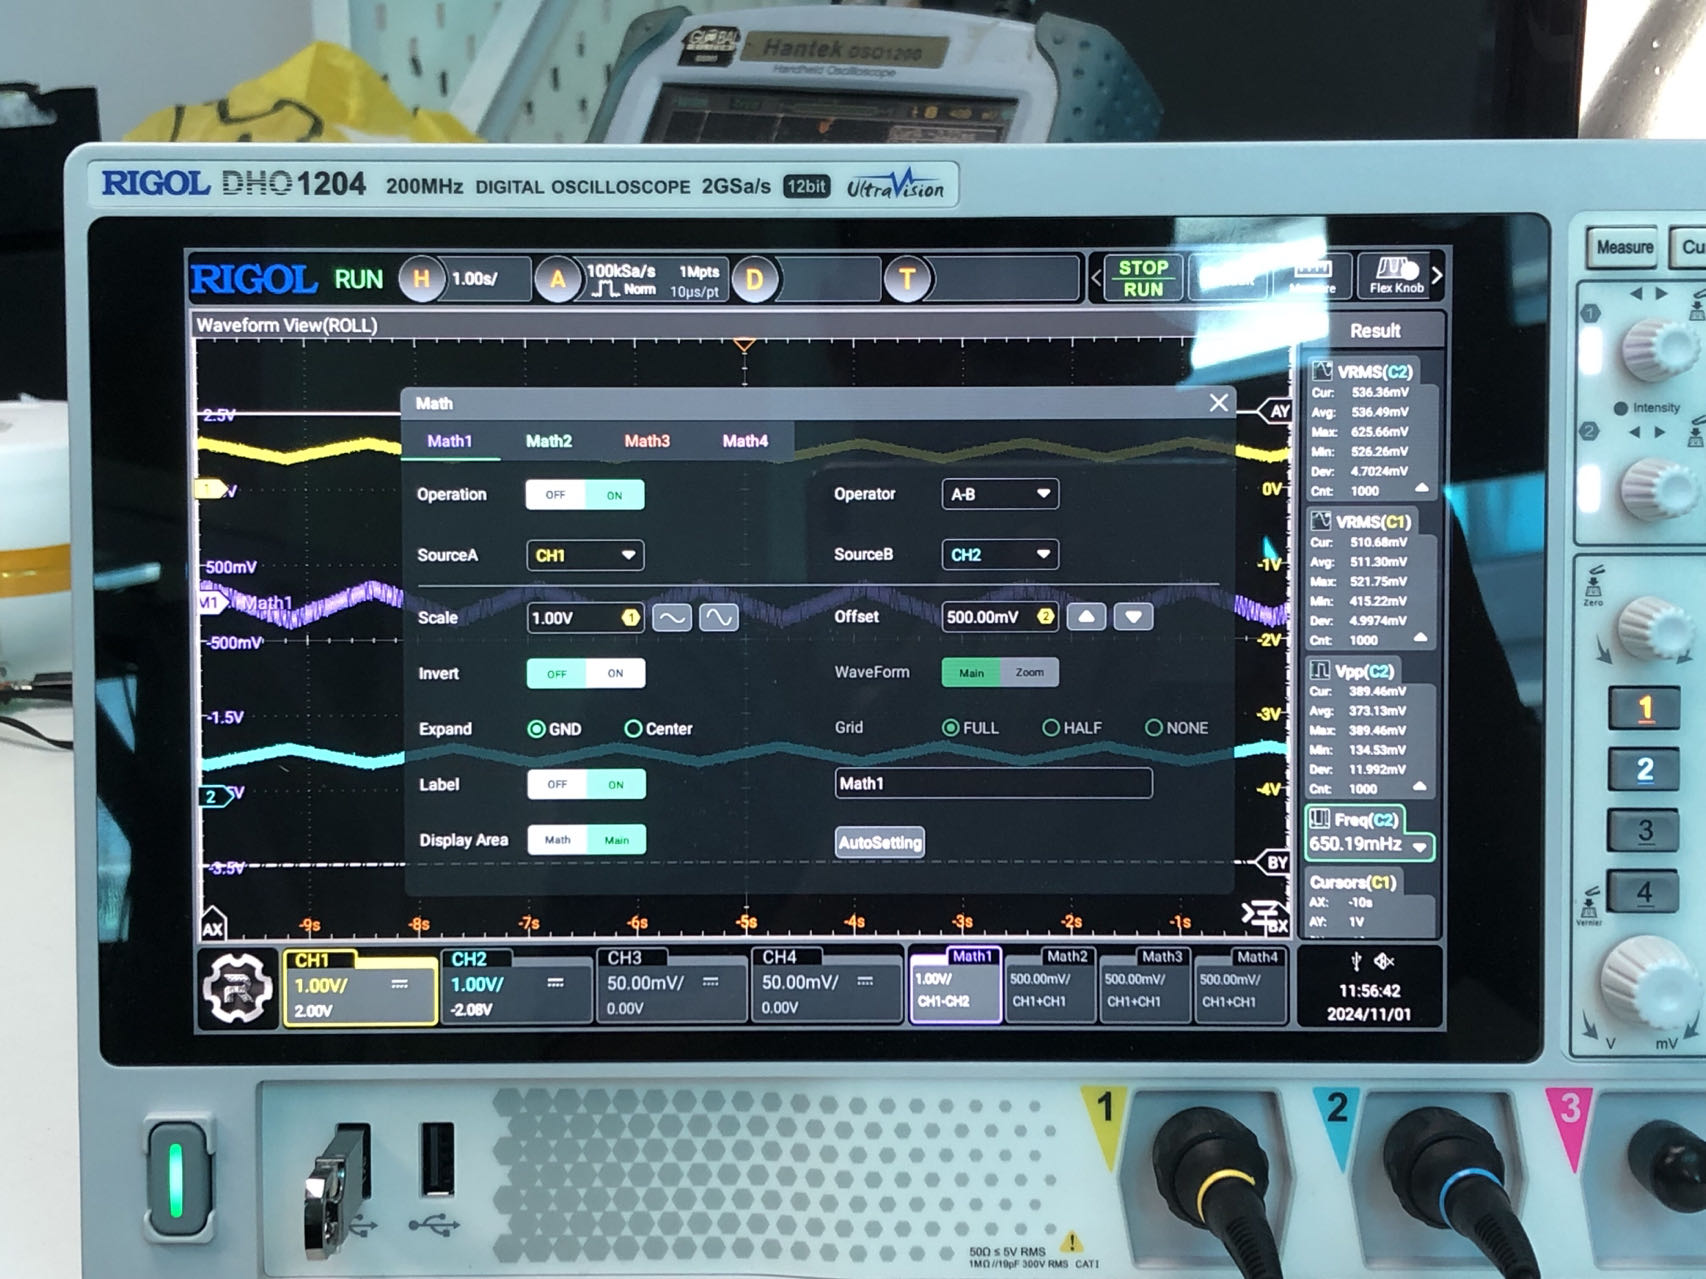 GLOBAL
Hantek DSO1200
Handheld Oscilloscope
RIGOL DHO1204 200MHz DIGITAL OSCILLOSCOPE 2GSa/s 12bit UltraVision
Measure
RIGOL RUN H 1.00s/ A 100kSa/s 1Mpts
Norm 10µs/pt D T STOP
RUN Flex Knob
Waveform View(ROLL)
Result
2.5V
500mV
-500mV
-1.5V
-3.5V
M1 Math1
2
Math
Math1 Math2 Math3 Math4
Operation OFF ON Operator A-B
SourceA CH1 SourceB CH2
Scale 1.00V 1 Offset 500.00mV 2
Invert OFF ON WaveForm Main Zoom
Expand GND Center Grid FULL HALF NONE
Label OFF ON Math1
Display Area Math Main AutoSetting
AY
0V
-1V
-2V
-3V
-4V
BY
AX -9s -8s -7s -6s -5s -4s -3s -2s -1s BX
VRMS(C2)
Cur: 536.36mV
Avg: 536.49mV
Max: 625.66mV
Min: 526.26mV
Dev: 4.7024mV
Cnt: 1000
VRMS(C1)
Cur: 510.68mV
Avg: 511.30mV
Max: 521.75mV
Min: 415.22mV
Dev: 4.9974mV
Cnt: 1000
Vpp(C2)
Cur: 389.46mV
Avg: 373.13mV
Max: 389.46mV
Min: 134.53mV
Dev: 11.992mV
Cnt: 1000
Freq(C2)
650.19mHz
Cursors(C1)
AX: -10s
AY: 1V
CH1
1.00V/
2.00V
CH2
1.00V/
-2.08V
CH3
50.00mV/
0.00V
CH4
50.00mV/
0.00V
Math1
1.00V/
CH1-CH2
Math2
500.00mV/
CH1+CH1
Math3
500.00mV/
CH1+CH1
Math4
500.00mV/
CH1+CH1
11:56:42
2024/11/01
1
Intensity
2
Zero
1
2
3
4
Vernier
V mV
1
2
3
50Ω ≤ 5V RMS
1MΩ//19pF 300V RMS CAT I